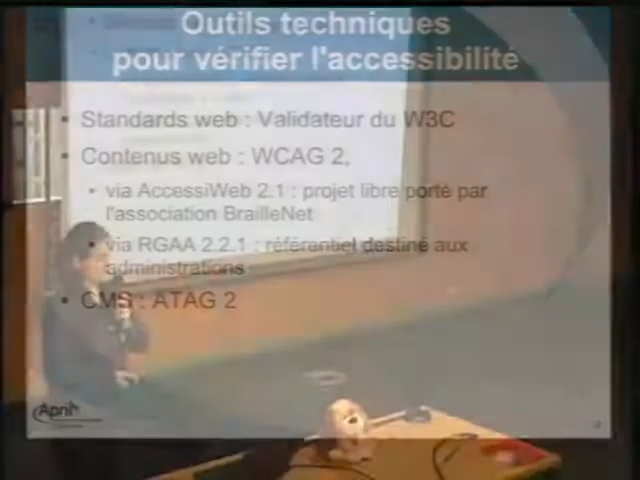 Outils techniques
pour vérifier l'accessibilité
• Standards web : Validateur du W3C
• Contenus web : WCAG 2,
• via AccessiWeb 2.1 : projet libre porté par
l'association BrailleNet
• via RGAA 2.2.1 : référentiel destiné aux
administrations
• CMS : ATAG 2
April